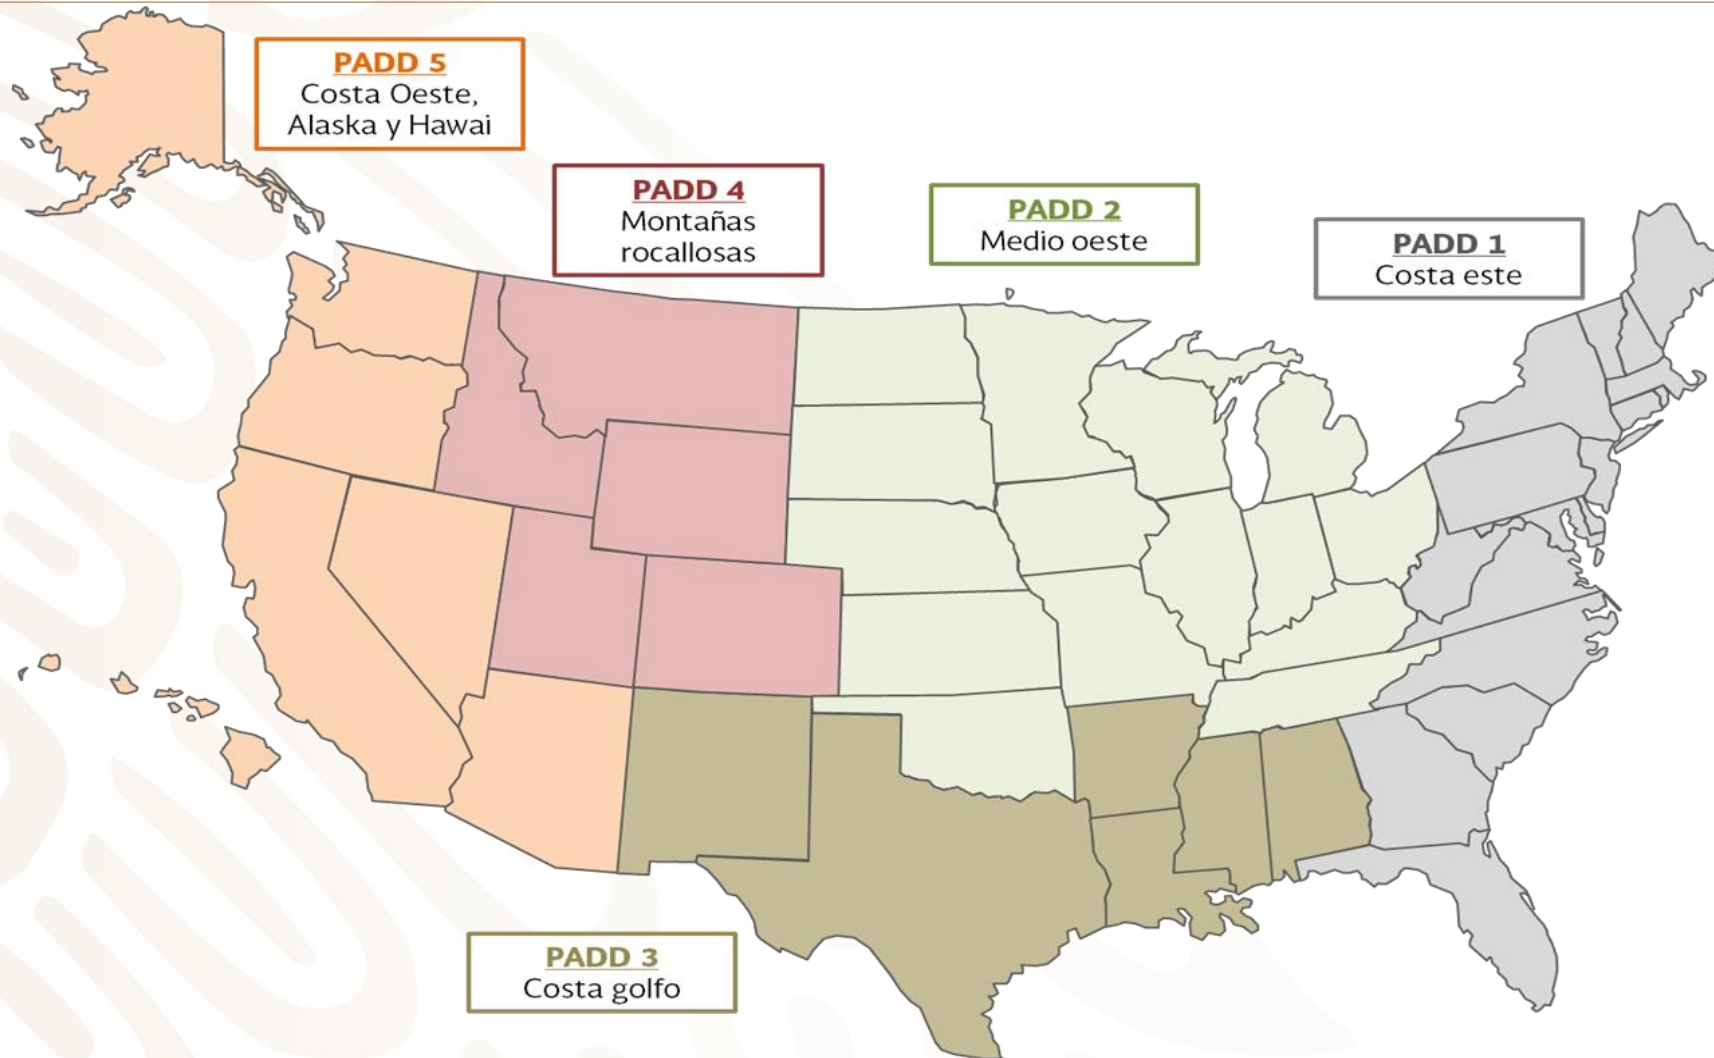 PADD 5
Costa Oeste,
Alaska y Hawai
PADD 4
Montañas
rocallosas
PADD 2
Medio oeste
PADD 1
Costa este
PADD 3
Costa golfo